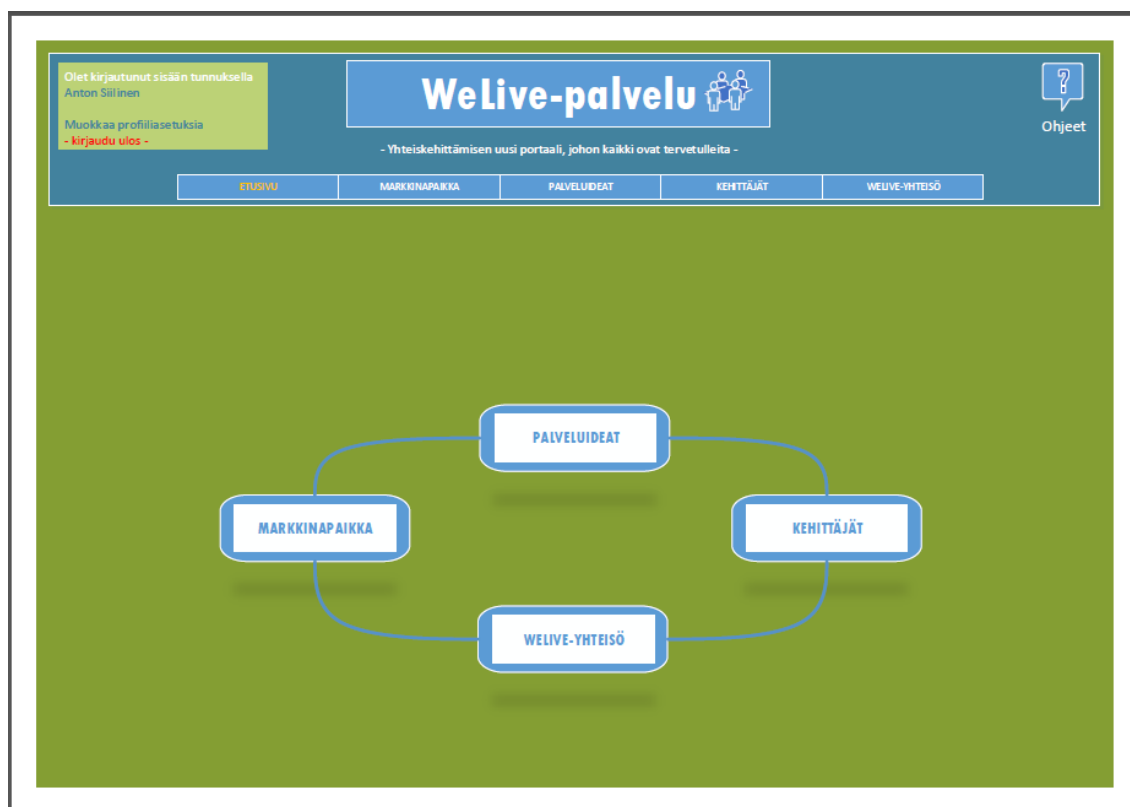 Olet kirjautunut sisään tunnuksella
Anton Siilinen
Muokkaa profiiliasetuksia
- kirjaudu ulos -
WeLive-palvelu
- Yhteiskehittämisen uusi portaali, johon kaikki ovat tervetulleita -
?
Ohjeet
ETUSIVU MARKKINAPAIKKA PALVELUIDEAT KEHITTÄJÄT WELIVE-YHTEISÖ
PALVELUIDEAT
MARKKINAPAIKKA
KEHITTÄJÄT
WELIVE-YHTEISÖ